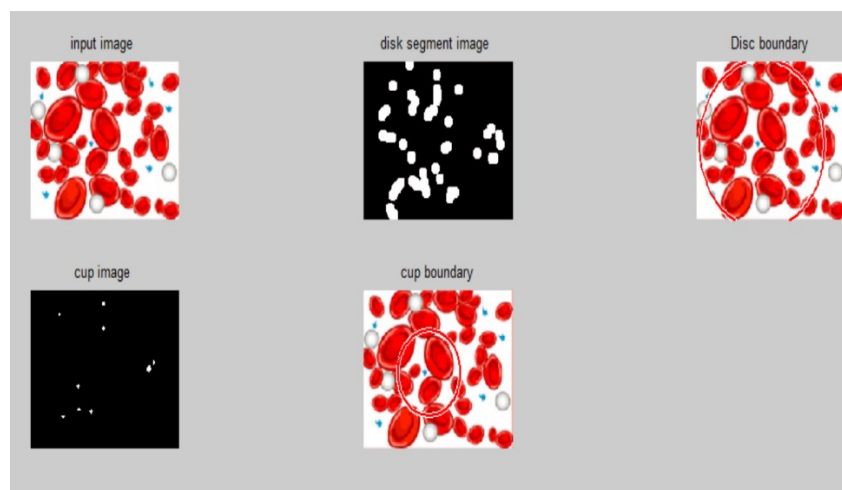 input image
disk segment image
Disc boundary
cup image
cup boundary